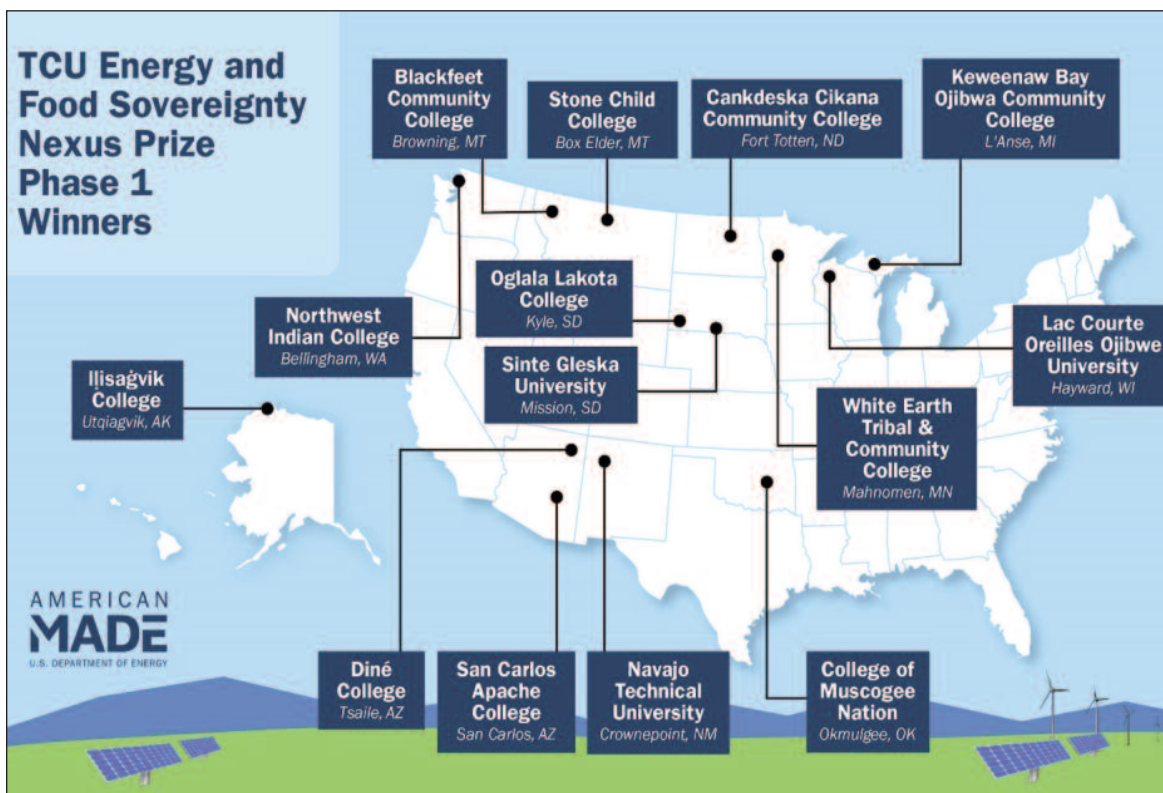 TCU Energy and
Food Sovereignty
Nexus Prize
Phase 1
Winners
Blackfeet
Community
College
Browning, MT
Stone Child
College
Box Elder, MT
Cankdeska Cikana
Community College
Fort Totten, ND
Keweenaw Bay
Ojibwa Community
College
L'Anse, MI
Oglala Lakota
College
Kyle, SD
Northwest
Indian College
Bellingham, WA
Sinte Gleska
University
Mission, SD
Lac Courte
Oreilles Ojibwe
University
Hayward, WI
Iḷisaġvik
College
Utqiagvik, AK
White Earth
Tribal &
Community
College
Mahnomen, MN
AMERICAN
MADE
U.S. DEPARTMENT OF ENERGY
Diné
College
Tsaile, AZ
San Carlos
Apache
College
San Carlos, AZ
Navajo
Technical
University
Crownepoint, NM
College of
Muscogee
Nation
Okmulgee, OK